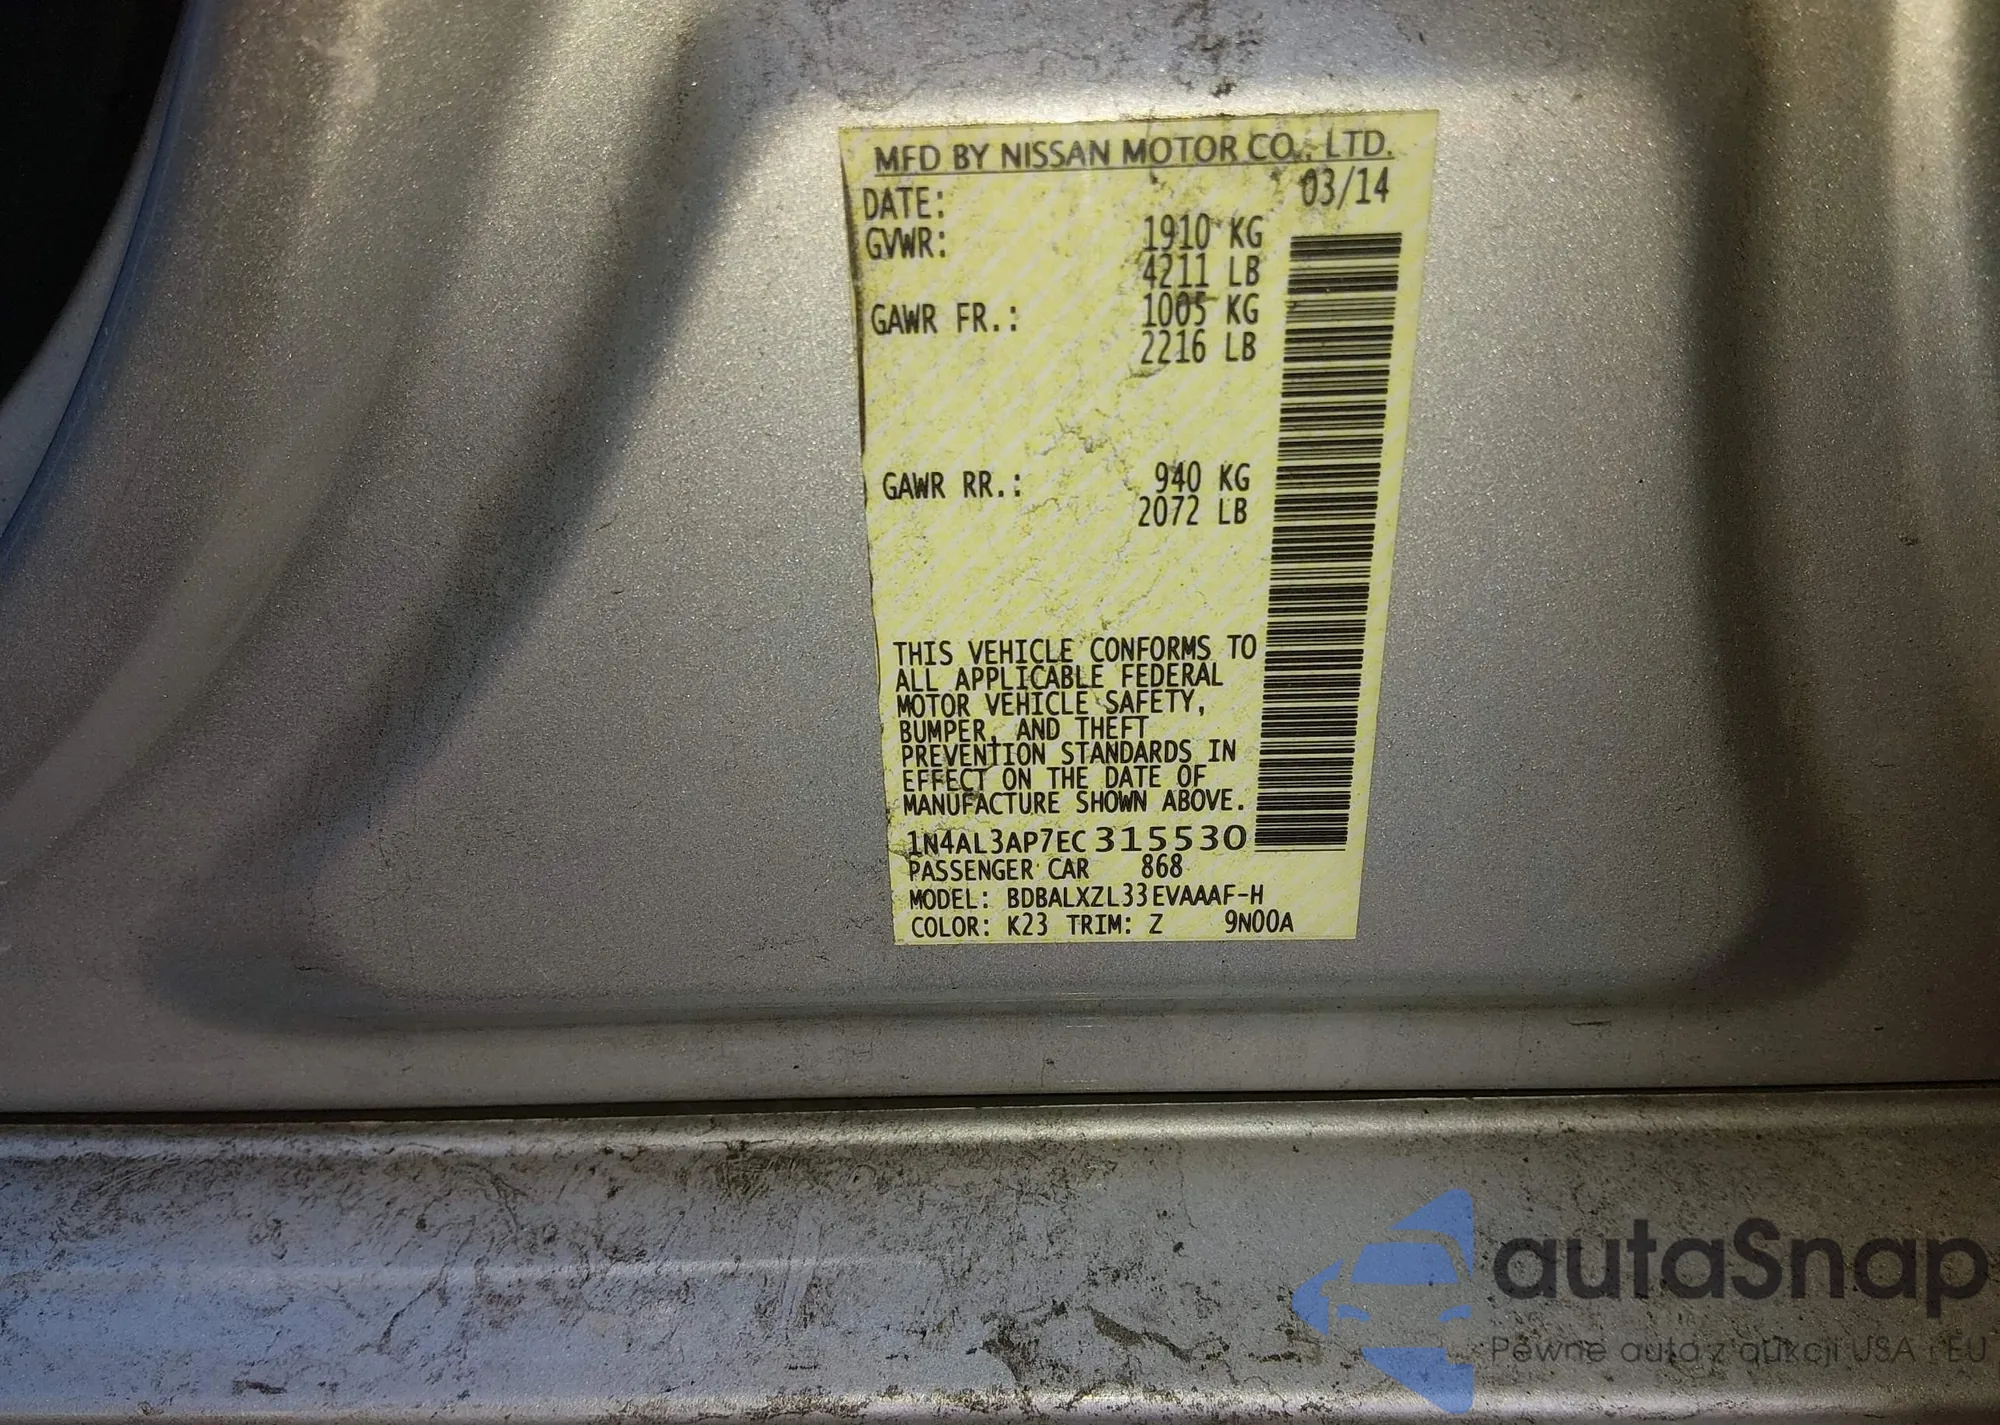 MFD BY NISSAN MOTOR CO., LTD.
DATE: 03/14
GVWR: 1910 KG
4211 LB
GAWR FR.: 1005 KG
2216 LB
GAWR RR.: 940 KG
2072 LB
THIS VEHICLE CONFORMS TO
ALL APPLICABLE FEDERAL
MOTOR VEHICLE SAFETY,
BUMPER, AND THEFT
PREVENTION STANDARDS IN
EFFECT ON THE DATE OF
MANUFACTURE SHOWN ABOVE.
1N4AL3AP7EC315530
PASSENGER CAR 868
MODEL: BDBALXZL33EVAAAF-H
COLOR: K23 TRIM: Z 9N00A
autaSnap
Pewne auta z aukcji USA i EU